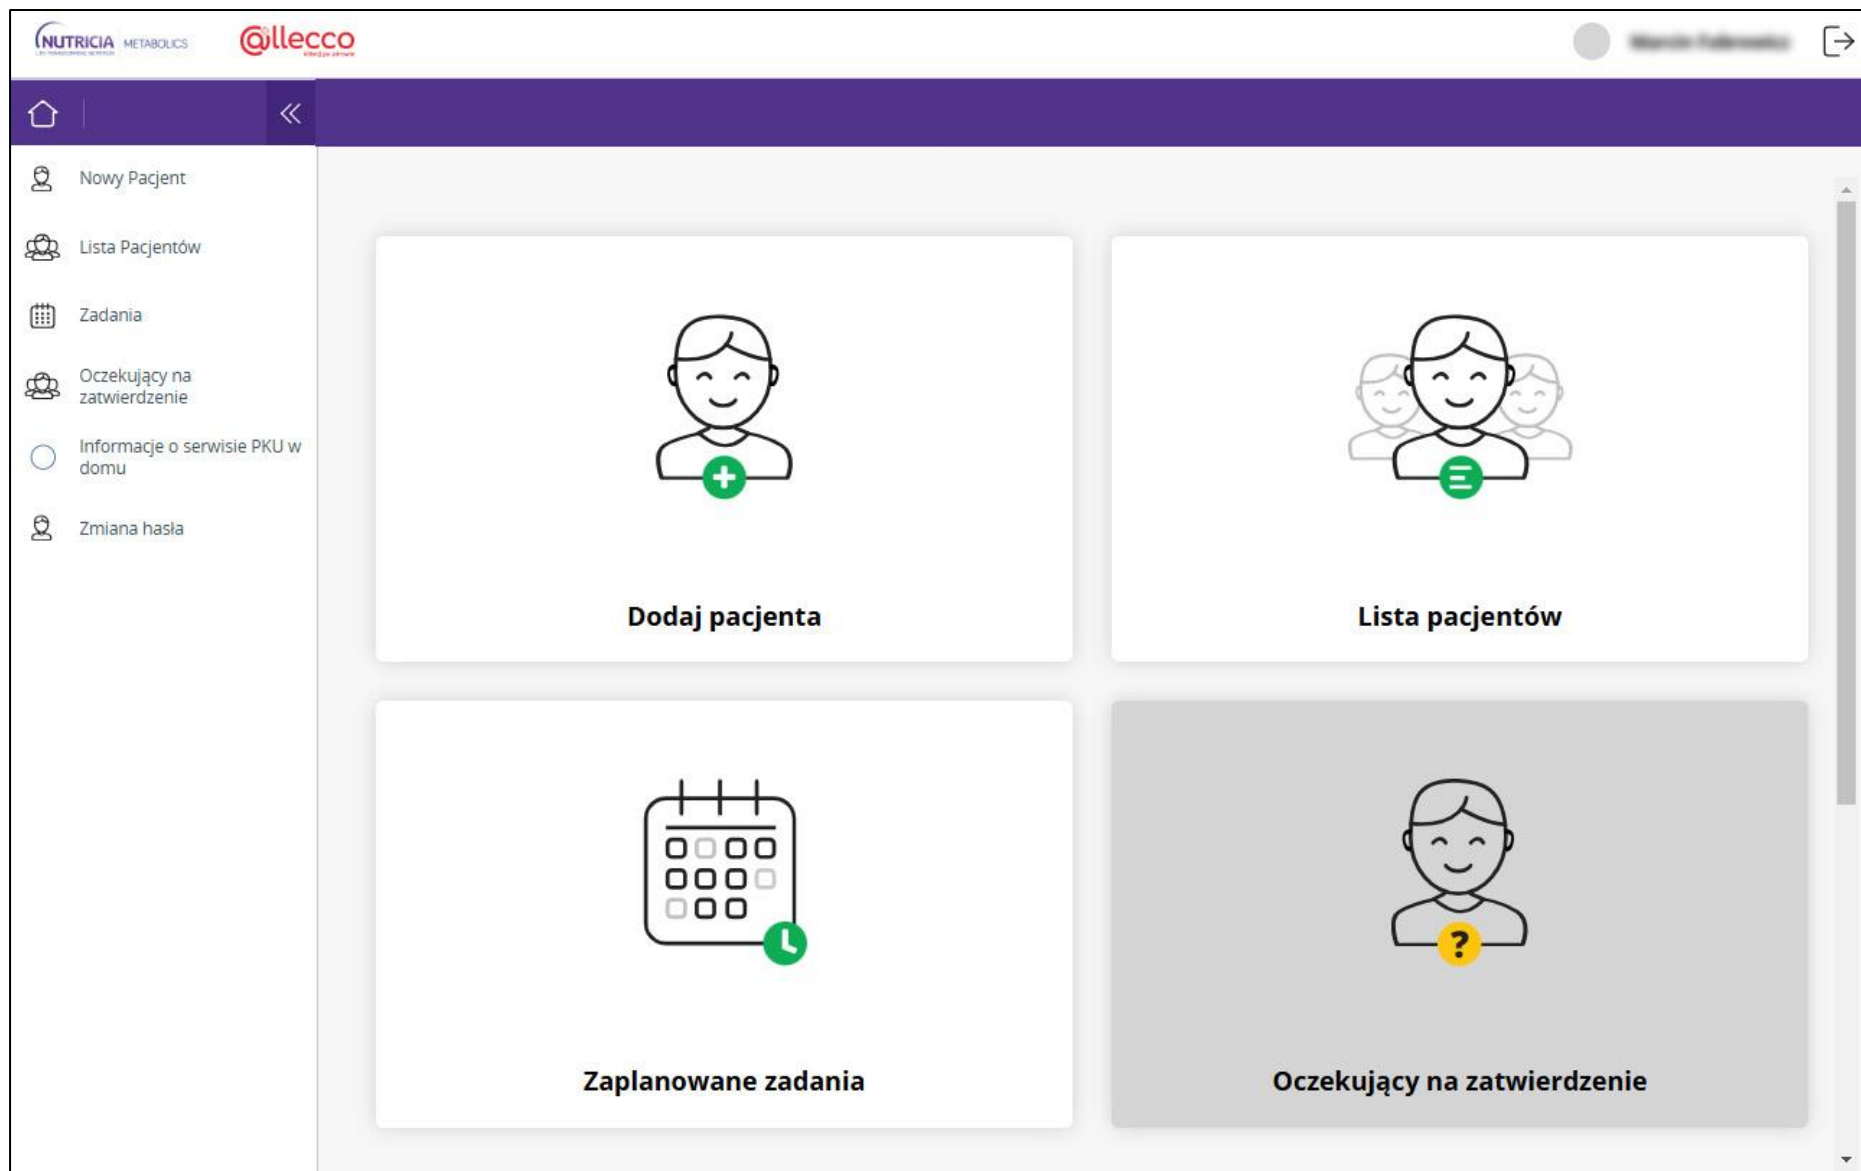 NUTRICIA METABOLICS
@llecco
Nowy Pacjent
Lista Pacjentów
Zadania
Oczekujący na
zatwierdzenie
Informacje o serwisie PKU w
domu
Zmiana hasła
Dodaj pacjenta
Lista pacjentów
Zaplanowane zadania
Oczekujący na zatwierdzenie